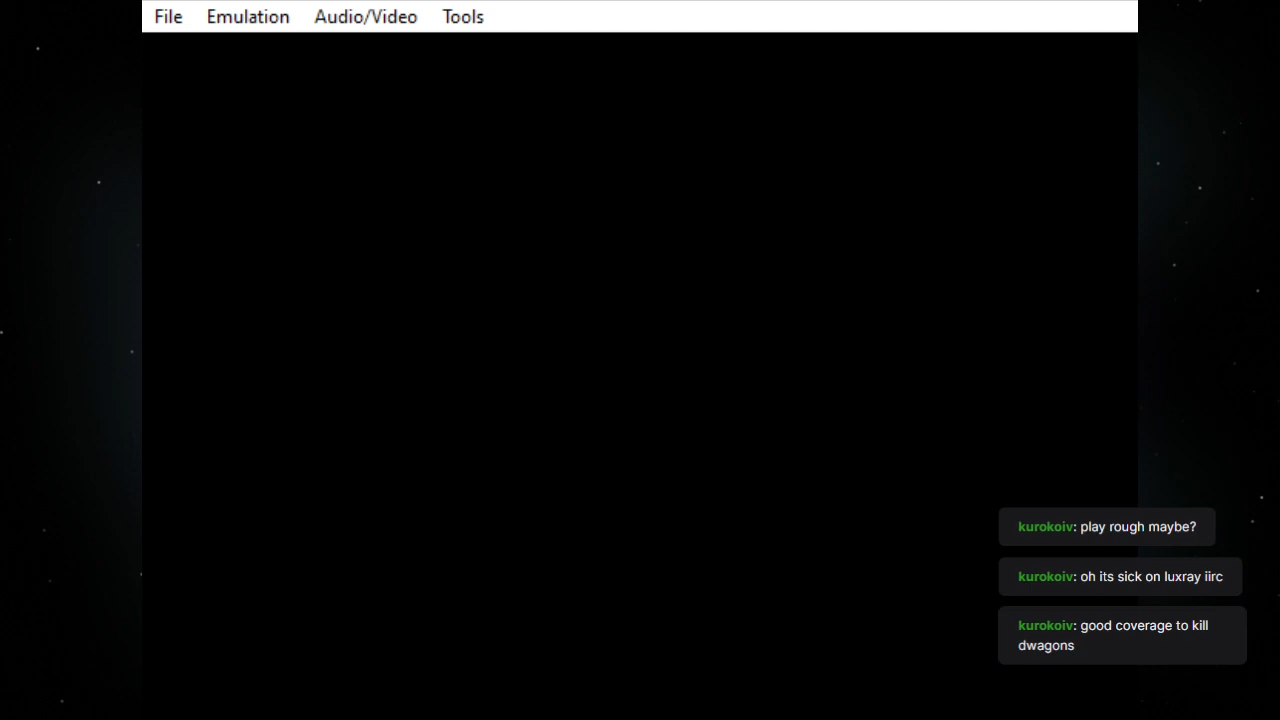 File Emulation Audio/Video Tools
kurokoiv: play rough maybe?
kurokoiv: oh its sick on luxray iirc
kurokoiv: good coverage to kill
dwagons